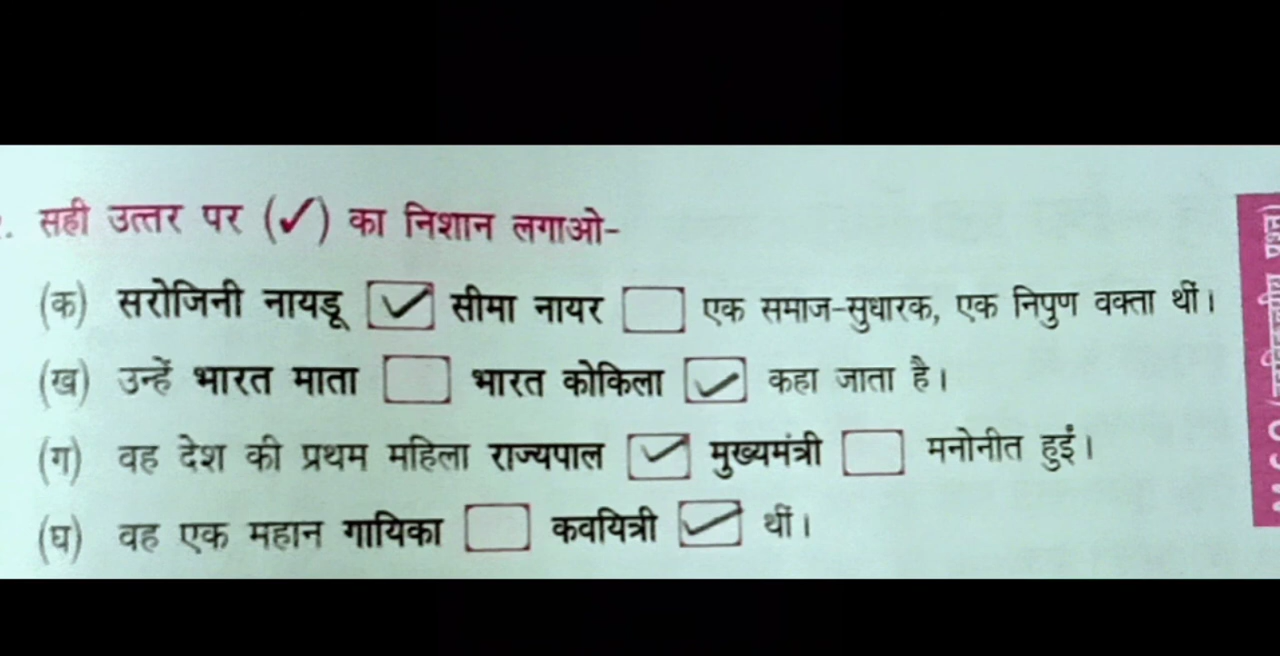 . सही उत्तर पर (✓) का निशान लगाओ-
(क) सरोजिनी नायडू ☑ सीमा नायर ☐ एक समाज-सुधारक, एक निपुण वक्ता थीं।
(ख) उन्हें भारत माता ☐ भारत कोकिला ☑ कहा जाता है।
(ग) वह देश की प्रथम महिला राज्यपाल ☑ मुख्यमंत्री ☐ मनोनीत हुईं।
(घ) वह एक महान गायिका ☐ कवयित्री ☑ थीं।